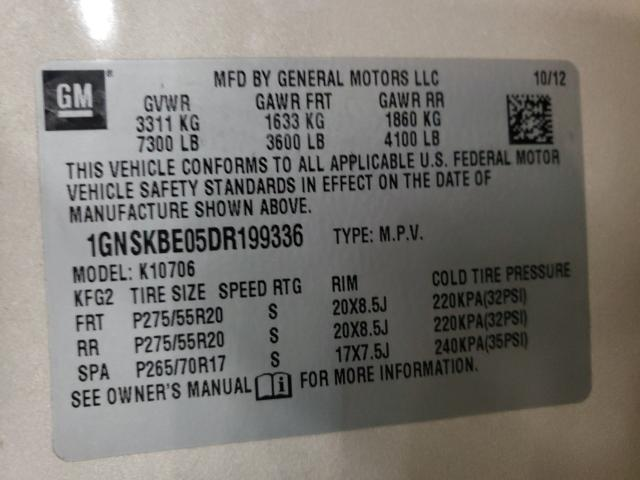 GM ® MFD BY GENERAL MOTORS LLC 10/12
GVWR GAWR FRT GAWR RR
3311 KG 1633 KG 1860 KG
7300 LB 3600 LB 4100 LB
THIS VEHICLE CONFORMS TO ALL APPLICABLE U.S. FEDERAL MOTOR
VEHICLE SAFETY STANDARDS IN EFFECT ON THE DATE OF
MANUFACTURE SHOWN ABOVE.
1GNSKBE05DR199336 TYPE: M.P.V.
MODEL: K10706
KFG2 TIRE SIZE SPEED RTG RIM COLD TIRE PRESSURE
FRT P275/55R20 S 20X8.5J 220KPA(32PSI)
RR P275/55R20 S 20X8.5J 220KPA(32PSI)
SPA P265/70R17 S 17X7.5J 240KPA(35PSI)
SEE OWNER'S MANUAL FOR MORE INFORMATION.